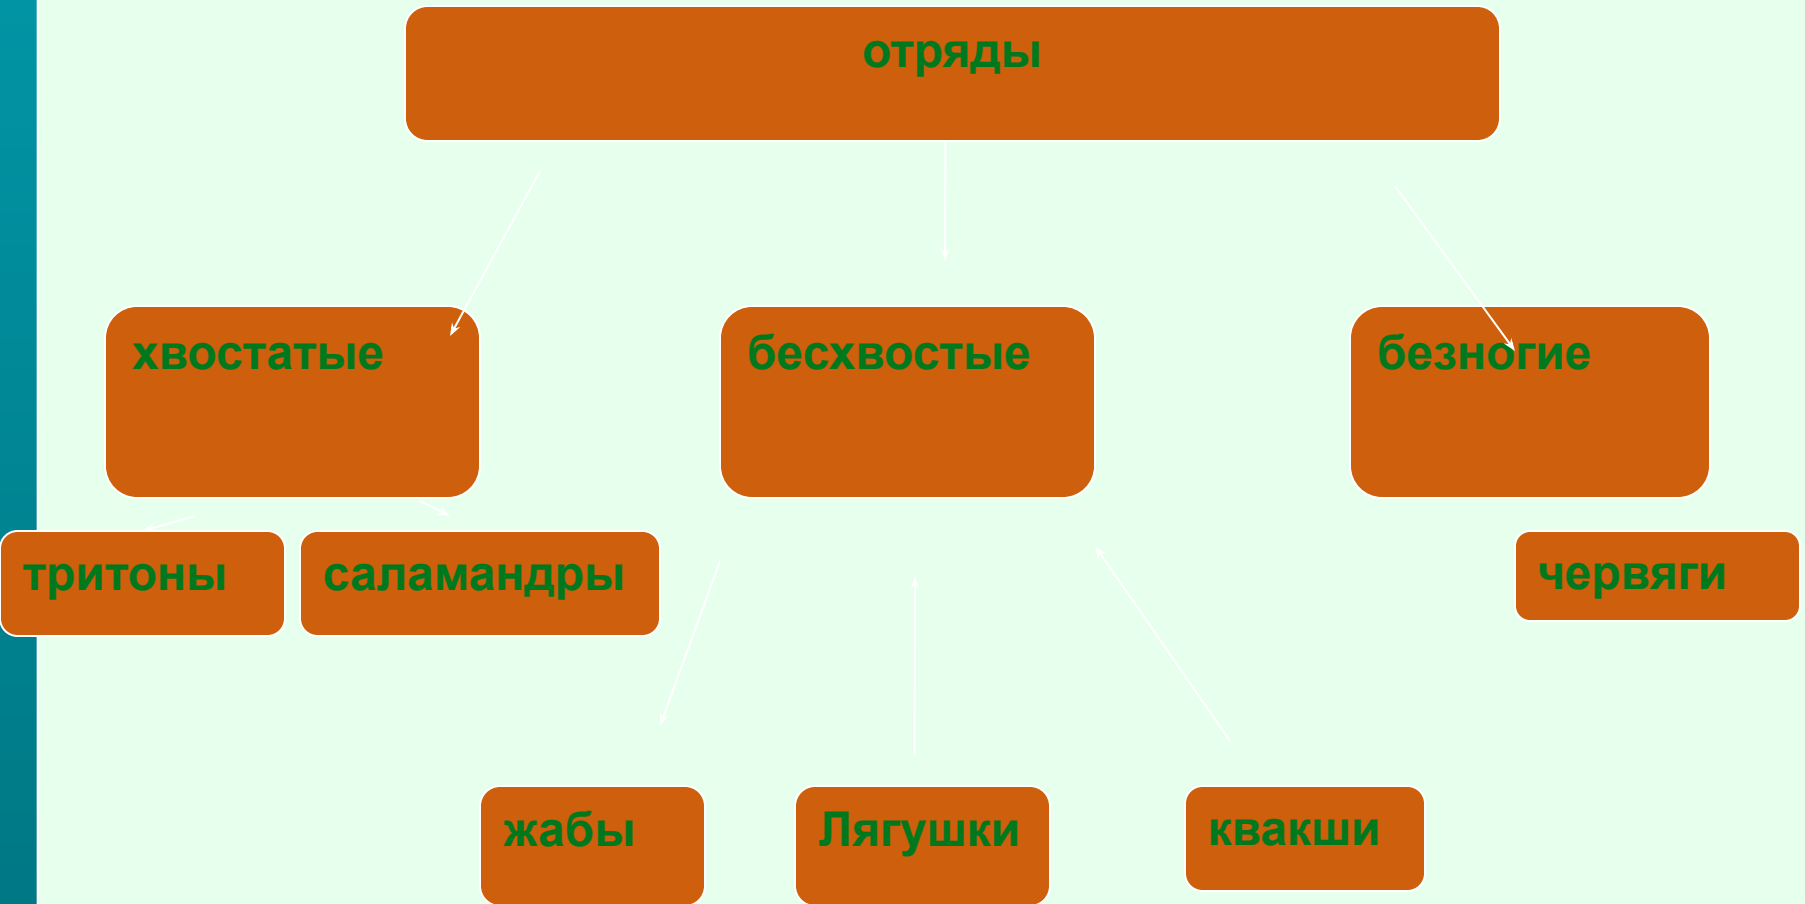 отряды
хвостатые
бесхвостые
безногие
тритоны
саламандры
червяги
жабы
Лягушки
квакши